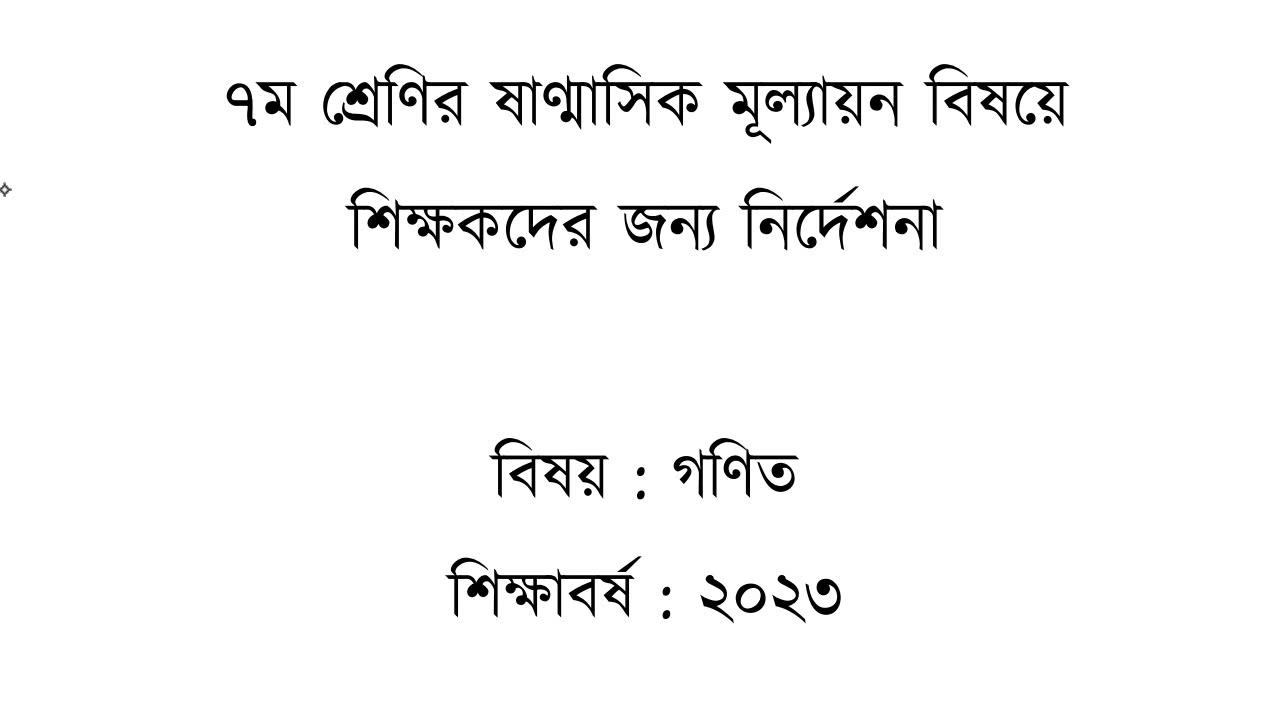 ৭ম শ্রেণির ষাণ্মাসিক মূল্যায়ন বিষয়ে
শিক্ষকদের জন্য নির্দেশনা
বিষয় : গণিত
শিক্ষাবর্ষ : ২০২৩